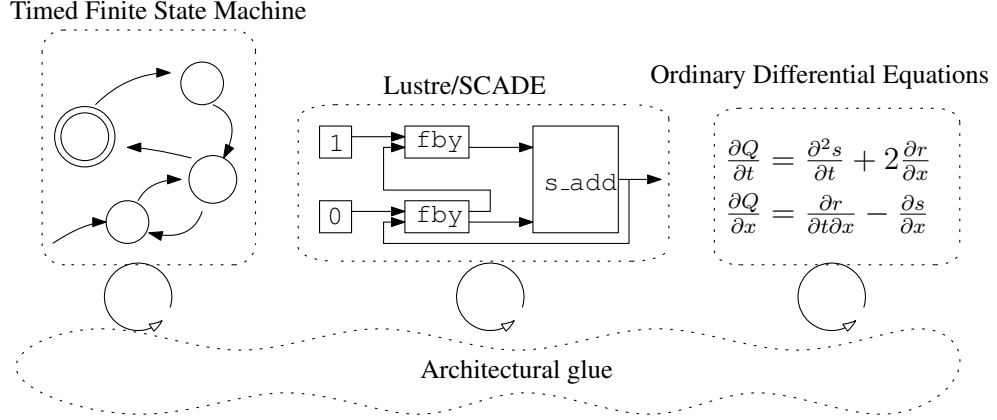 Timed Finite State Machine
Lustre/SCADE
Ordinary Differential Equations
1
fby
s_add
0
fby
∂Q/∂t = ∂²s/∂t + 2 ∂r/∂x
∂Q/∂x = ∂r/∂t∂x − ∂s/∂x
Architectural glue